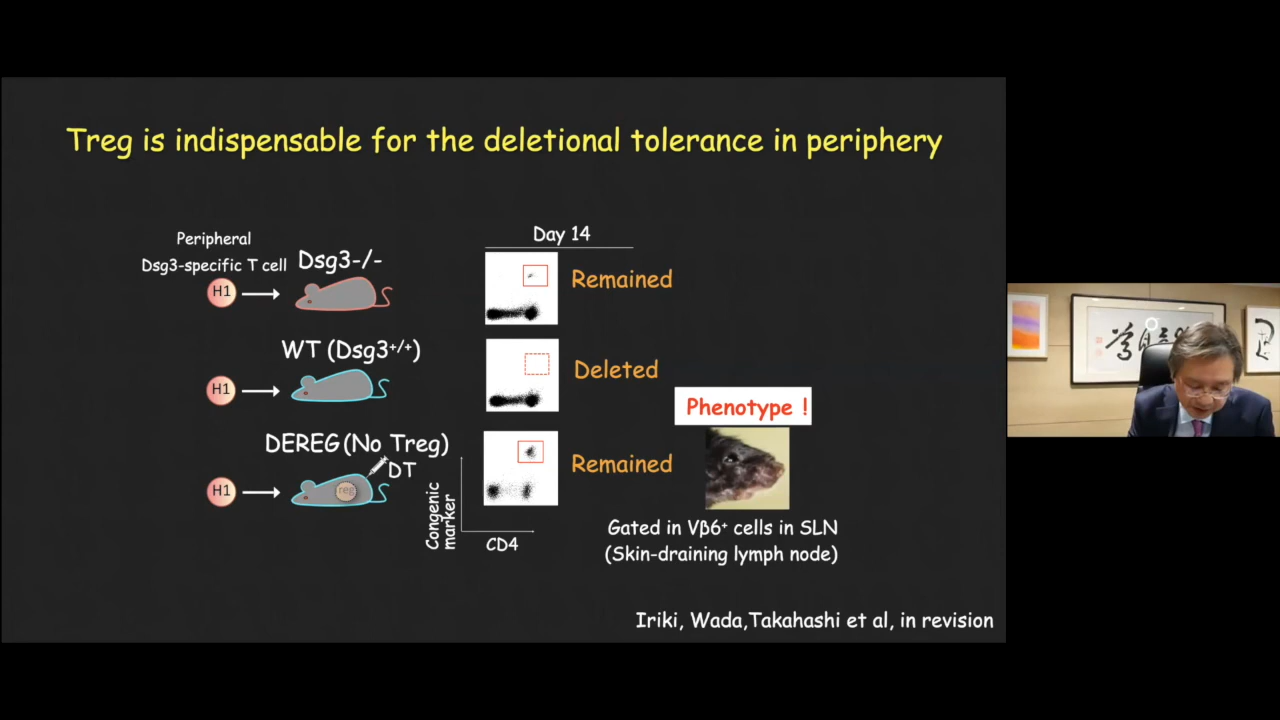 Treg is indispensable for the deletional tolerance in periphery
Peripheral
Dsg3-specific T cell
Dsg3-/-
H1
Day 14
Remained
WT (Dsg3+/+)
H1
Deleted
Phenotype !
DEREG (No Treg)
DT
H1
Treg
Remained
Congenic
marker
CD4
Gated in Vβ6⁺ cells in SLN
(Skin-draining lymph node)
Iriki, Wada,Takahashi et al, in revision